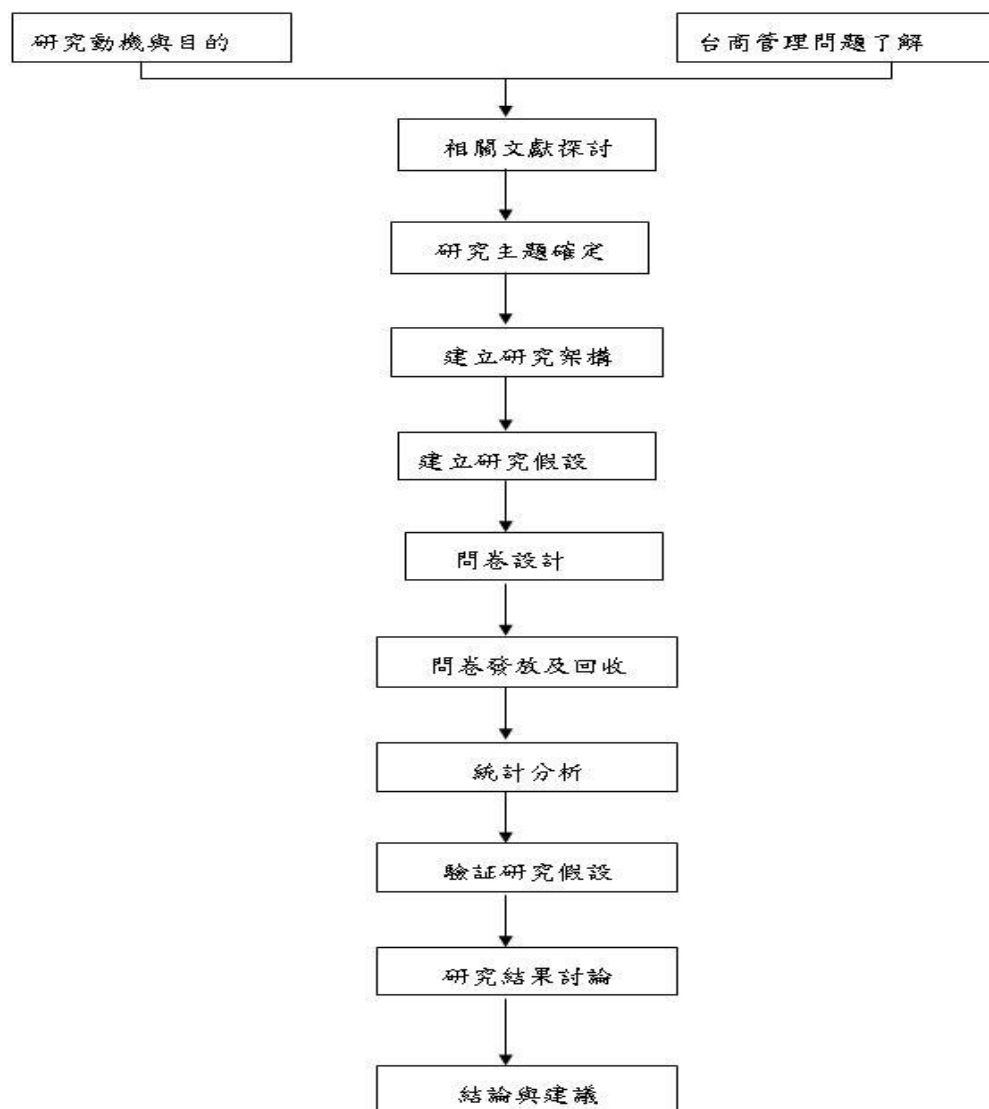 研究動機與目的
台商管理問題了解
相關文獻探討
研究主題確定
建立研究架構
建立研究假設
問卷設計
問卷發放及回收
統計分析
驗証研究假設
研究結果討論
結論與建議